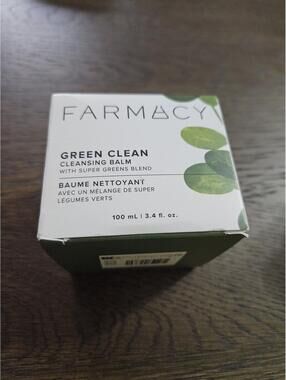 FARMACY
GREEN CLEAN
CLEANSING BALM
WITH SUPER GREENS BLEND
BAUME NETTOYANT
AVEC UN MÉLANGE DE SUPER
LÉGUMES VERTS
100 mL | 3.4 fl. oz.